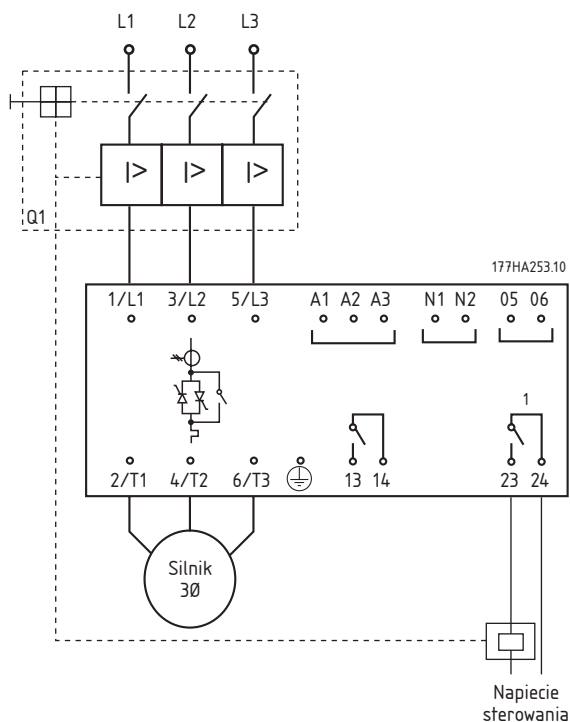 L1 L2 L3
I> I> I>
Q1
177HA253.10
1/L1 3/L2 5/L3 A1 A2 A3 N1 N2 05 06
1
2/T1 4/T2 6/T3 13 14 23 24
Silnik
3Ø
Napiecie
sterowania